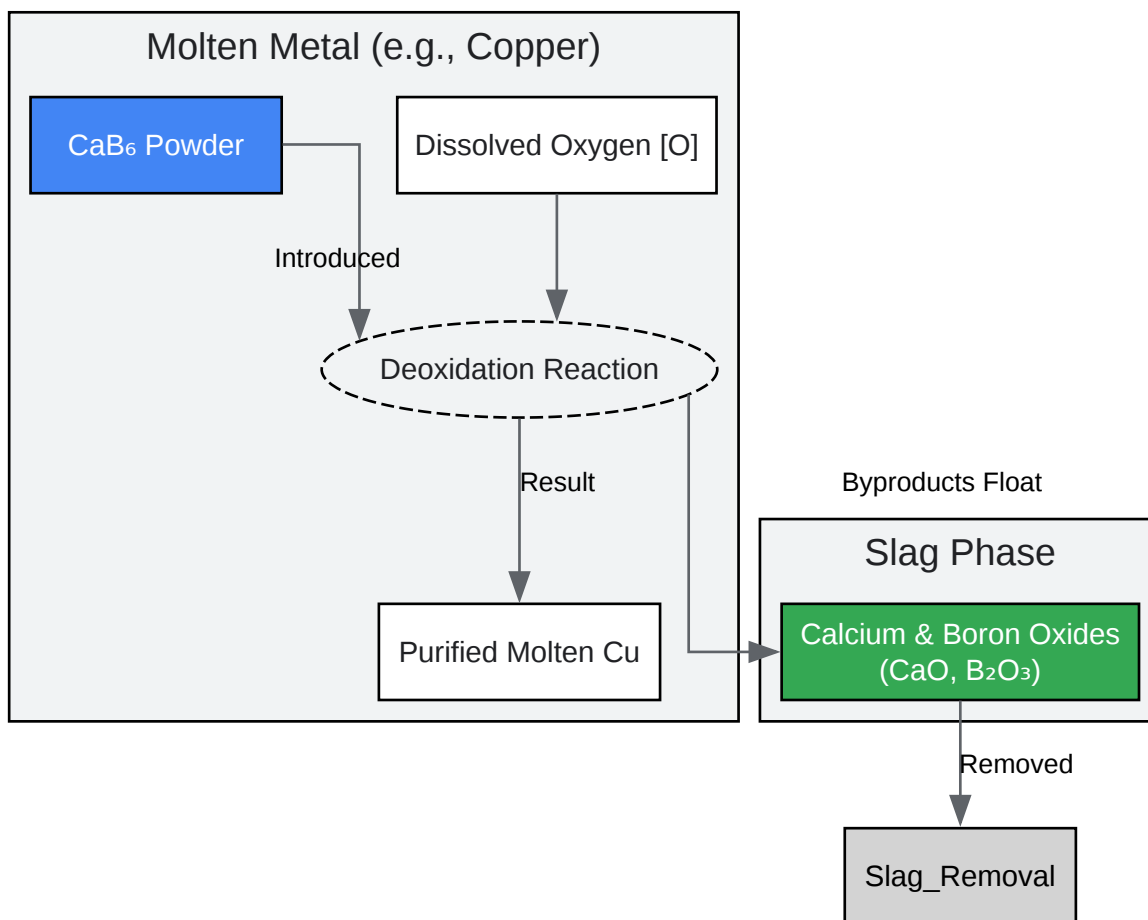 Molten Metal (e.g., Copper)
CaB₆ Powder
Dissolved Oxygen [O]
Introduced
Deoxidation Reaction
Result
Byproducts Float
Slag Phase
Purified Molten Cu
Calcium & Boron Oxides
(CaO, B₂O₃)
Removed
Slag_Removal